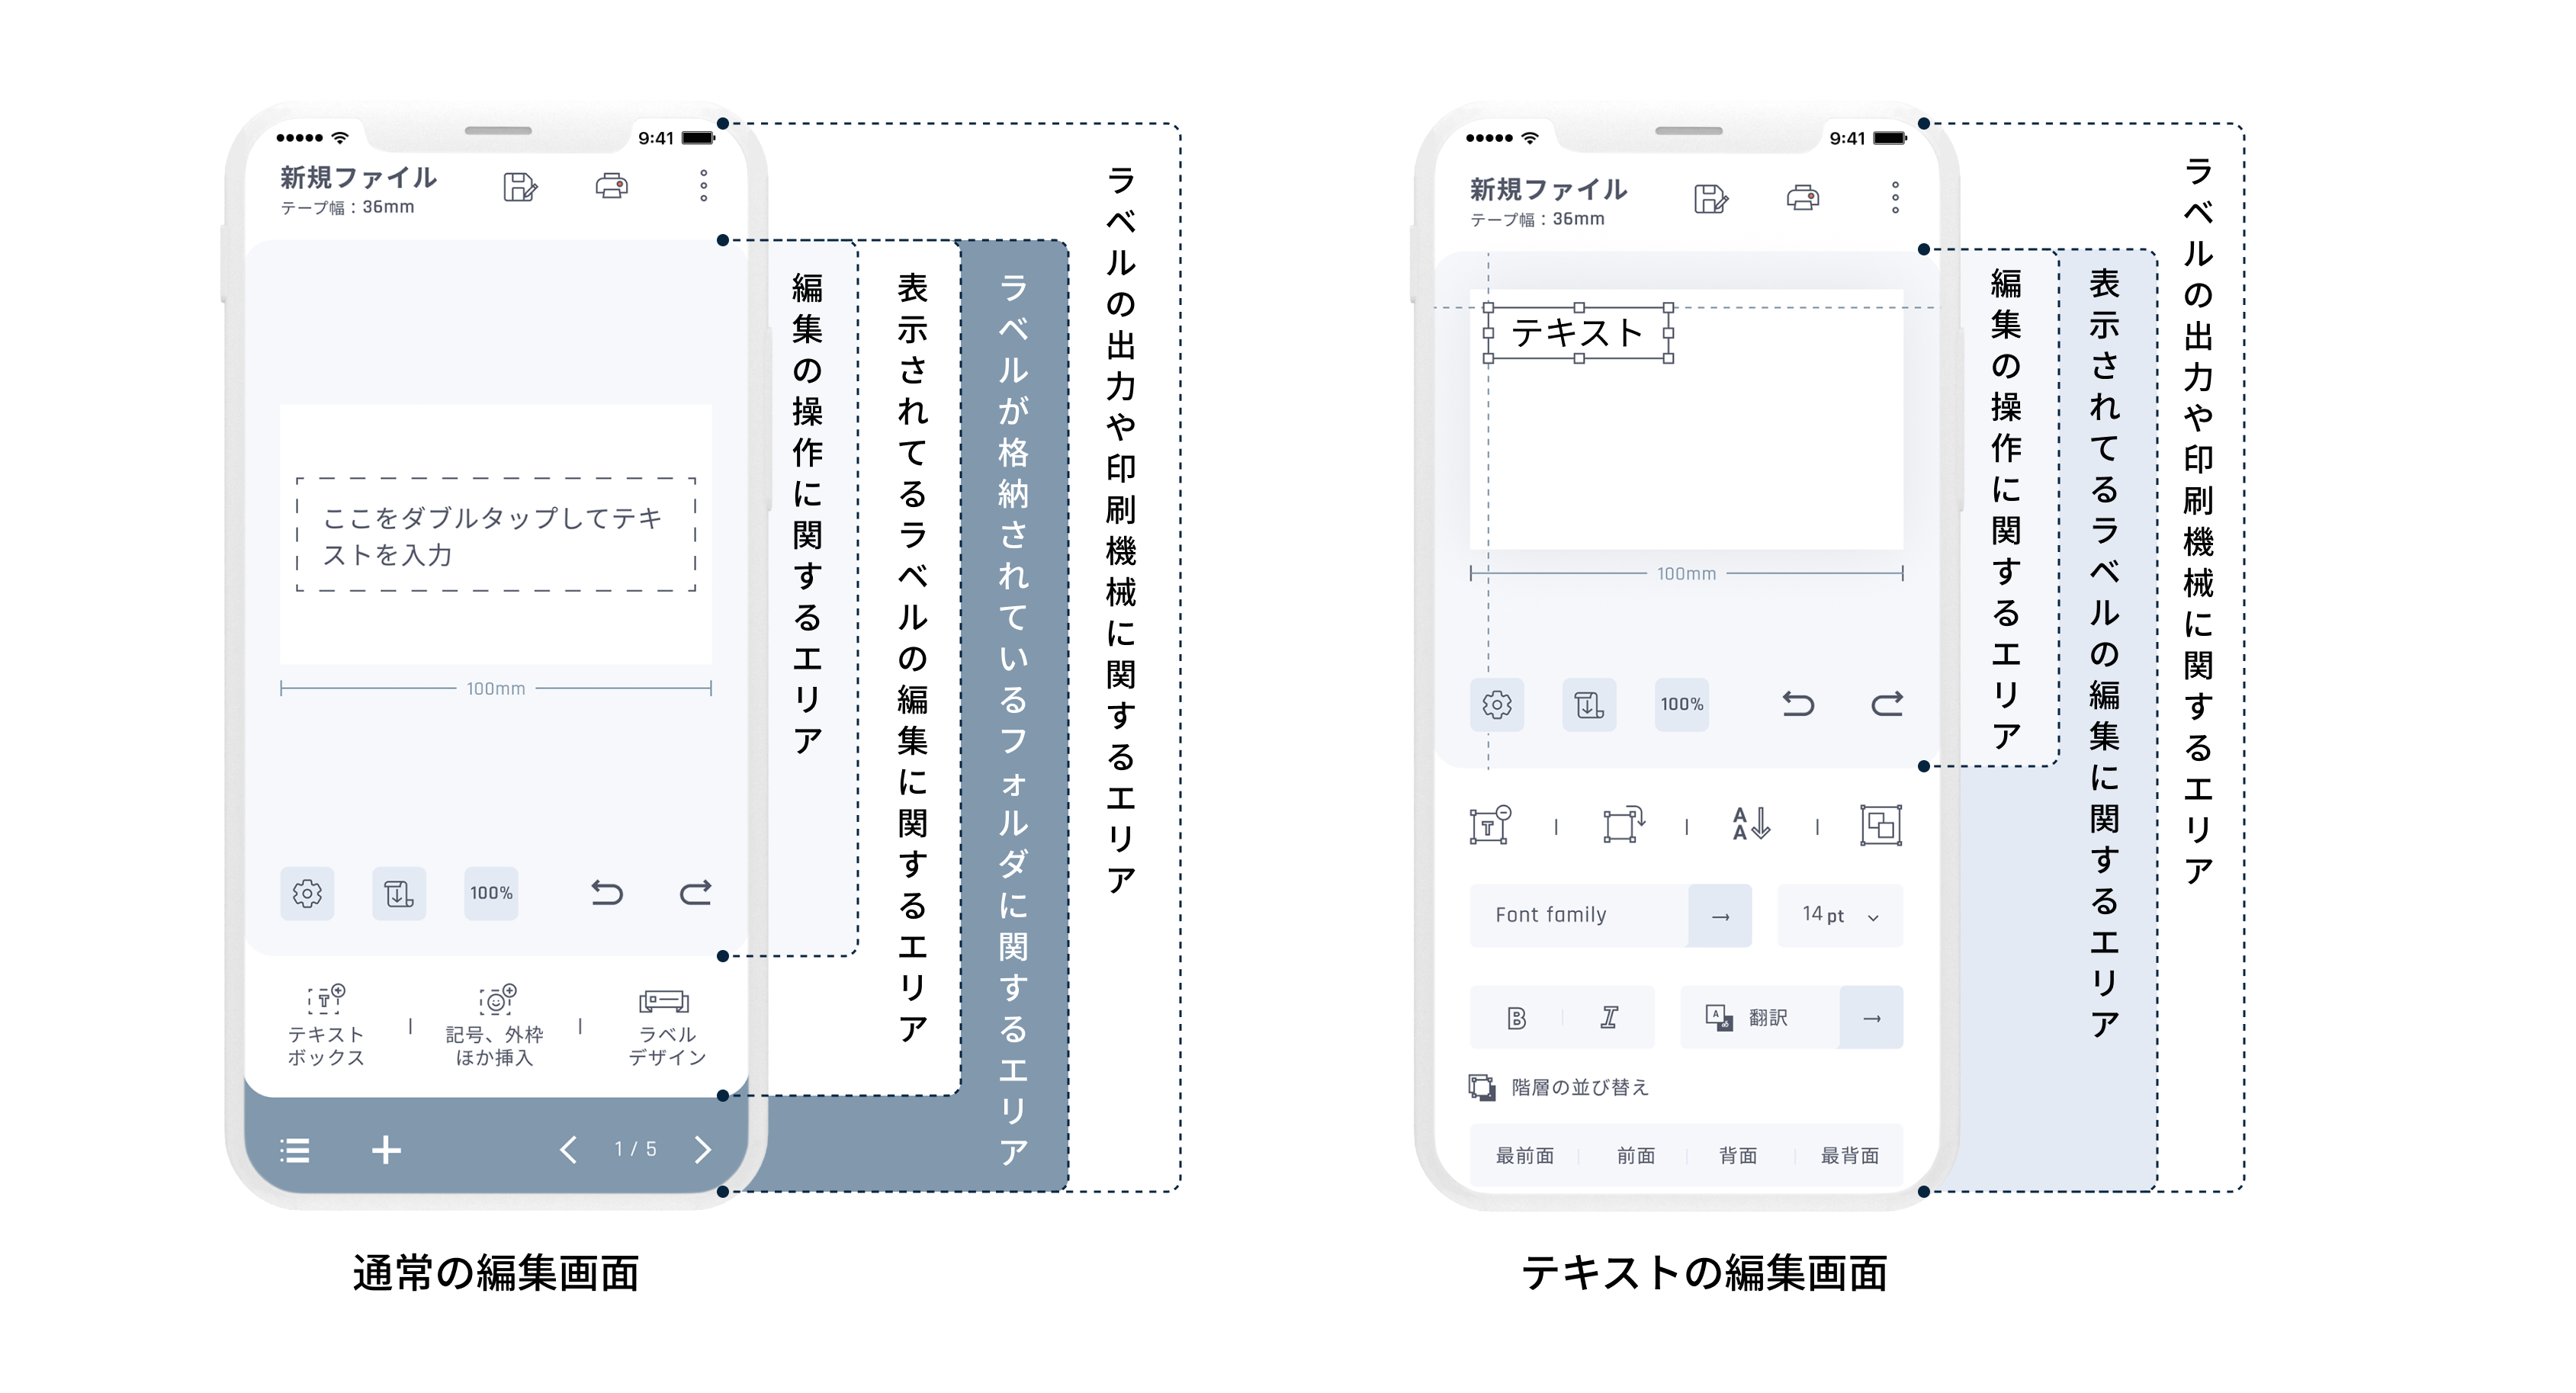 9:41
新規ファイル
テープ幅：36mm
ここをダブルタップしてテキ
ストを入力
100mm
100%
テキスト
ボックス
記号、外枠
ほか挿入
ラベル
デザイン
1 / 5
編集の操作に関するエリア
表示されてるラベルの編集に関するエリア
ラベルが格納されているフォルダに関するエリア
ラベルの出力や印刷機械に関するエリア
通常の編集画面
9:41
新規ファイル
テープ幅：36mm
テキスト
100mm
100%
T
A
A
Font family
14 pt
B
I
A
翻訳
階層の並び替え
最前面
前面
背面
最背面
編集の操作に関するエリア
表示されてるラベルの編集に関するエリア
ラベルの出力や印刷機械に関するエリア
テキストの編集画面